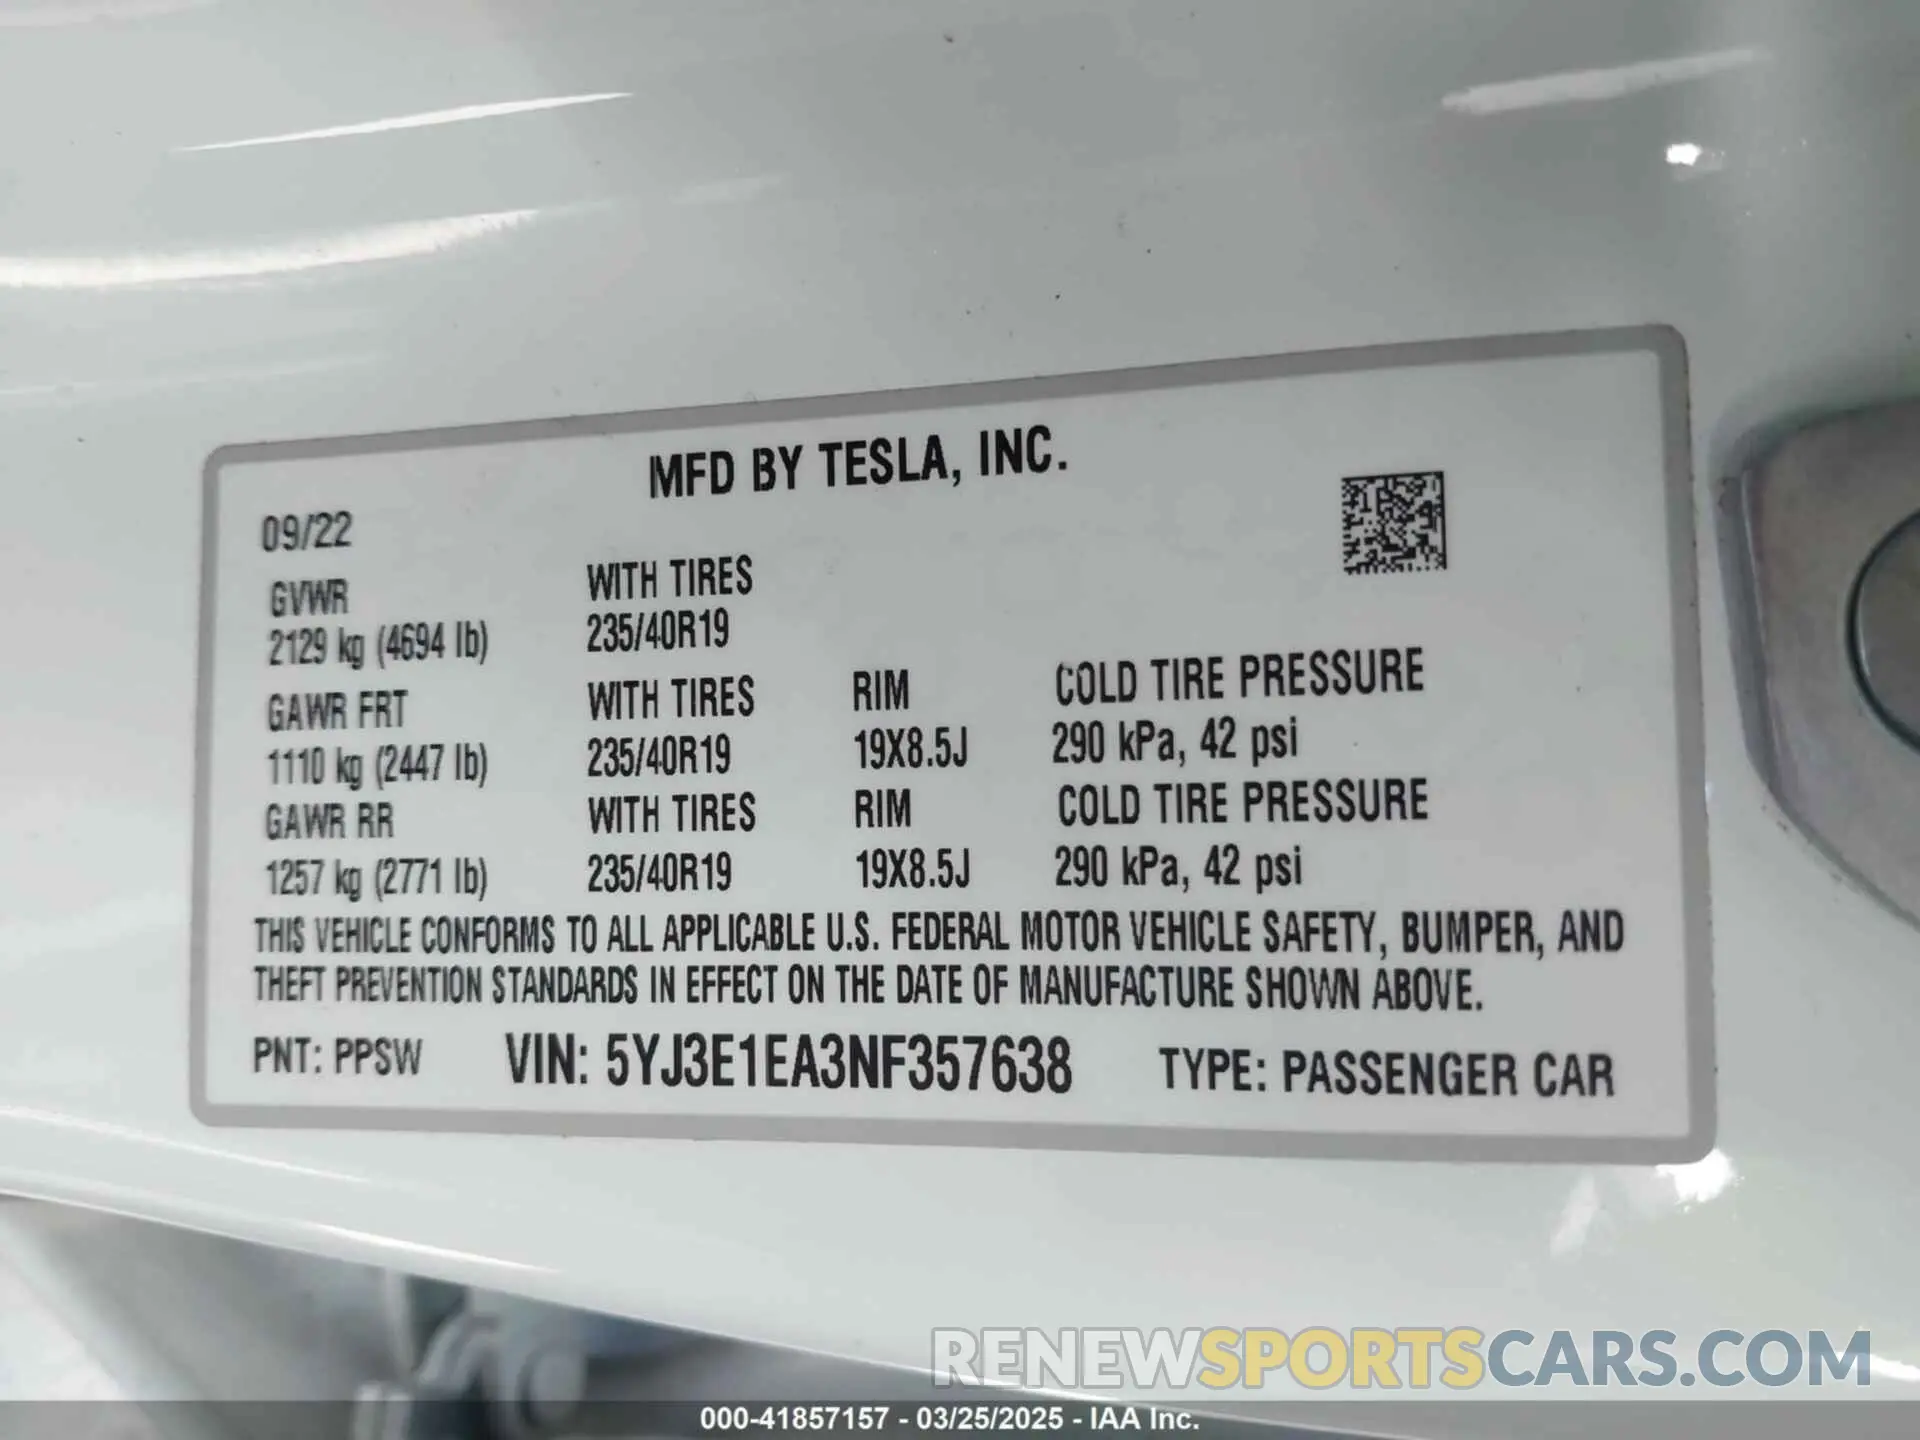 MFD BY TESLA, INC.
09/22
GVWR WITH TIRES
2129 kg (4694 lb) 235/40R19
GAWR FRT WITH TIRES RIM COLD TIRE PRESSURE
1110 kg (2447 lb) 235/40R19 19X8.5J 290 kPa, 42 psi
GAWR RR WITH TIRES RIM COLD TIRE PRESSURE
1257 kg (2771 lb) 235/40R19 19X8.5J 290 kPa, 42 psi
THIS VEHICLE CONFORMS TO ALL APPLICABLE U.S. FEDERAL MOTOR VEHICLE SAFETY, BUMPER, AND
THEFT PREVENTION STANDARDS IN EFFECT ON THE DATE OF MANUFACTURE SHOWN ABOVE.
PNT: PPSW VIN: 5YJ3E1EA3NF357638 TYPE: PASSENGER CAR
RENEWSPORTSCARS.COM
000-41857157 - 03/25/2025 - IAA Inc.